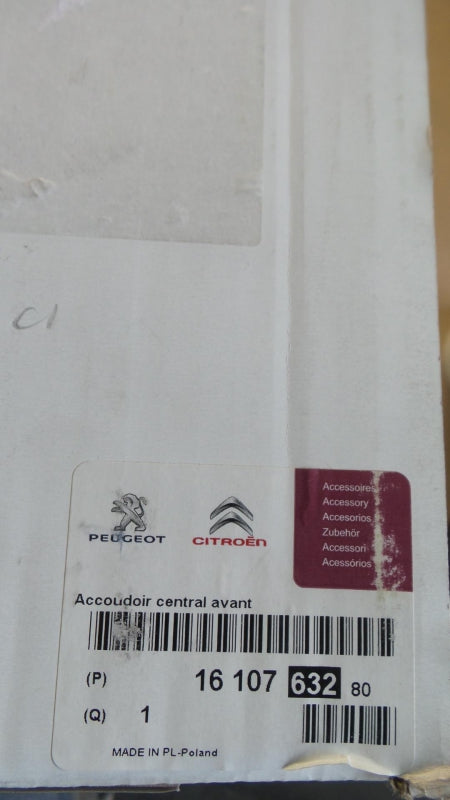 C1
PEUGEOT
CITROËN
Accessoires
Accessory
Accesorios
Zubehör
Accessori
Acessórios
Accoudoir central avant
(P) 16 107 632 80
(Q) 1
MADE IN PL-Poland